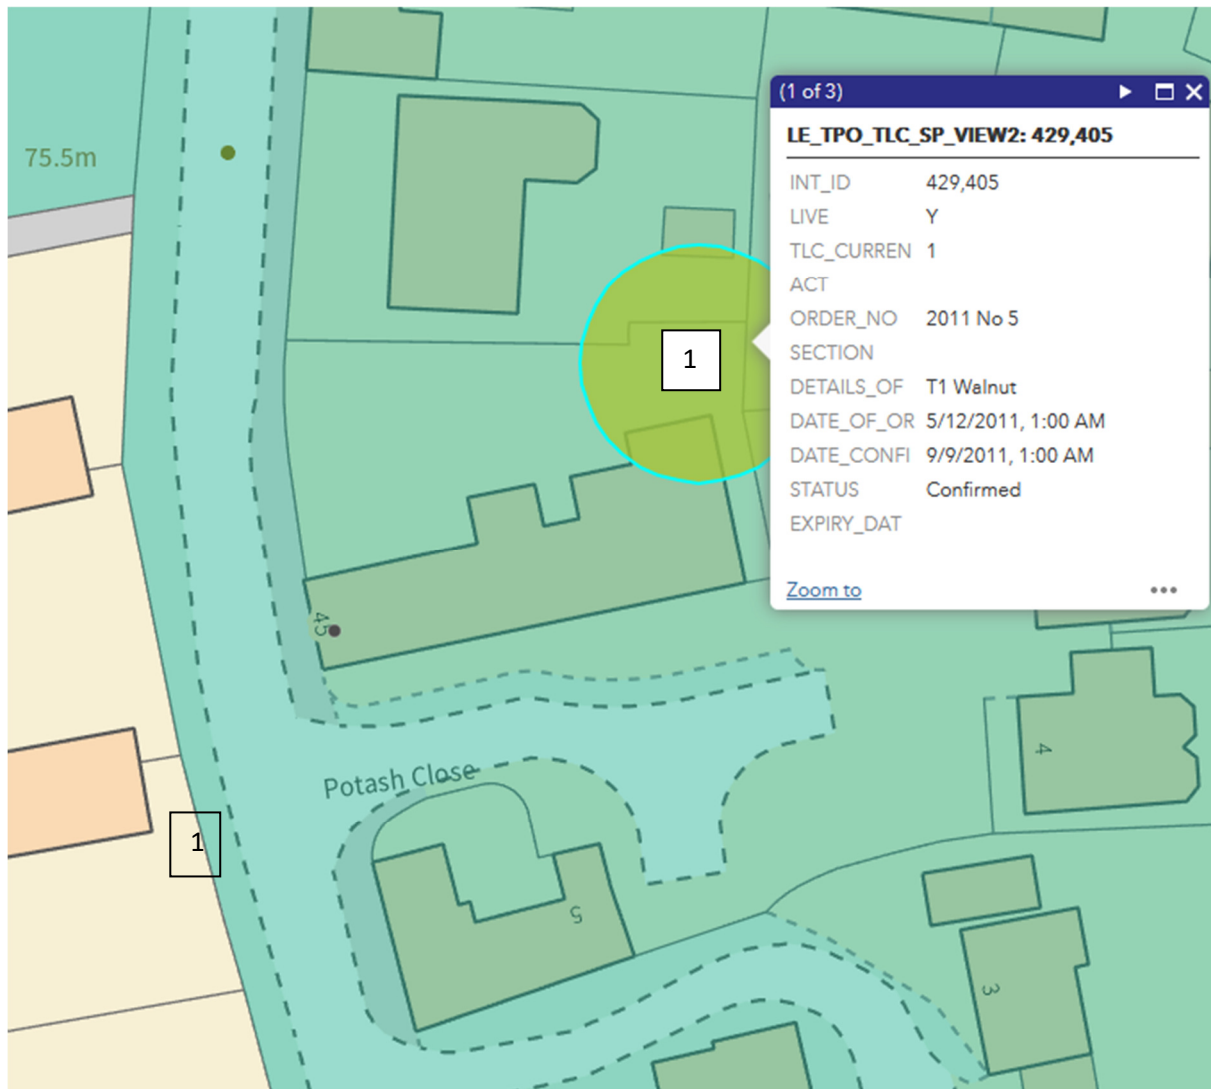 75.5m
(1 of 3)
LE_TPO_TLC_SP_VIEW2: 429,405
INT_ID 429,405
LIVE Y
TLC_CURREN 1
ACT
ORDER_NO 2011 No 5
SECTION
DETAILS_OF T1 Walnut
DATE_OF_OR 5/12/2011, 1:00 AM
DATE_CONFI 9/9/2011, 1:00 AM
STATUS Confirmed
EXPIRY_DAT
Zoom to
1
45
4
Potash Close
1
5
3